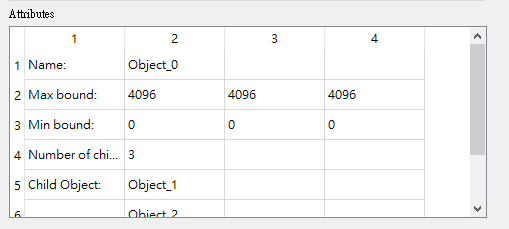 Attributes
1 2 3 4
1 Name: Object_0
2 Max bound: 4096 4096 4096
3 Min bound: 0 0 0
4 Number of chi... 3
5 Child Object: Object_1
6 Object_2